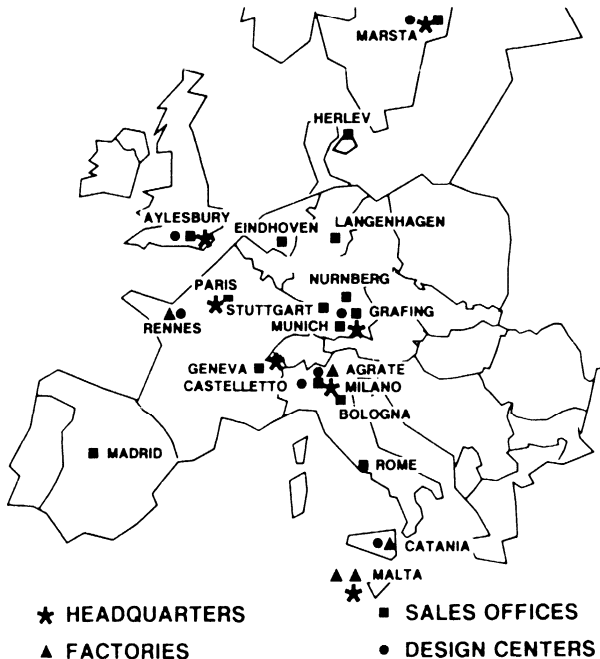 MARSTA
HERLEV
AYLESBURY
EINDHOVEN
LANGENHAGEN
PARIS
NURNBERG
STUTTGART
GRAFING
RENNES
MUNICH
GENEVA
AGRATE
CASTELLETTO
MILANO
BOLOGNA
MADRID
ROME
CATANIA
MALTA
HEADQUARTERS
SALES OFFICES
FACTORIES
DESIGN CENTERS